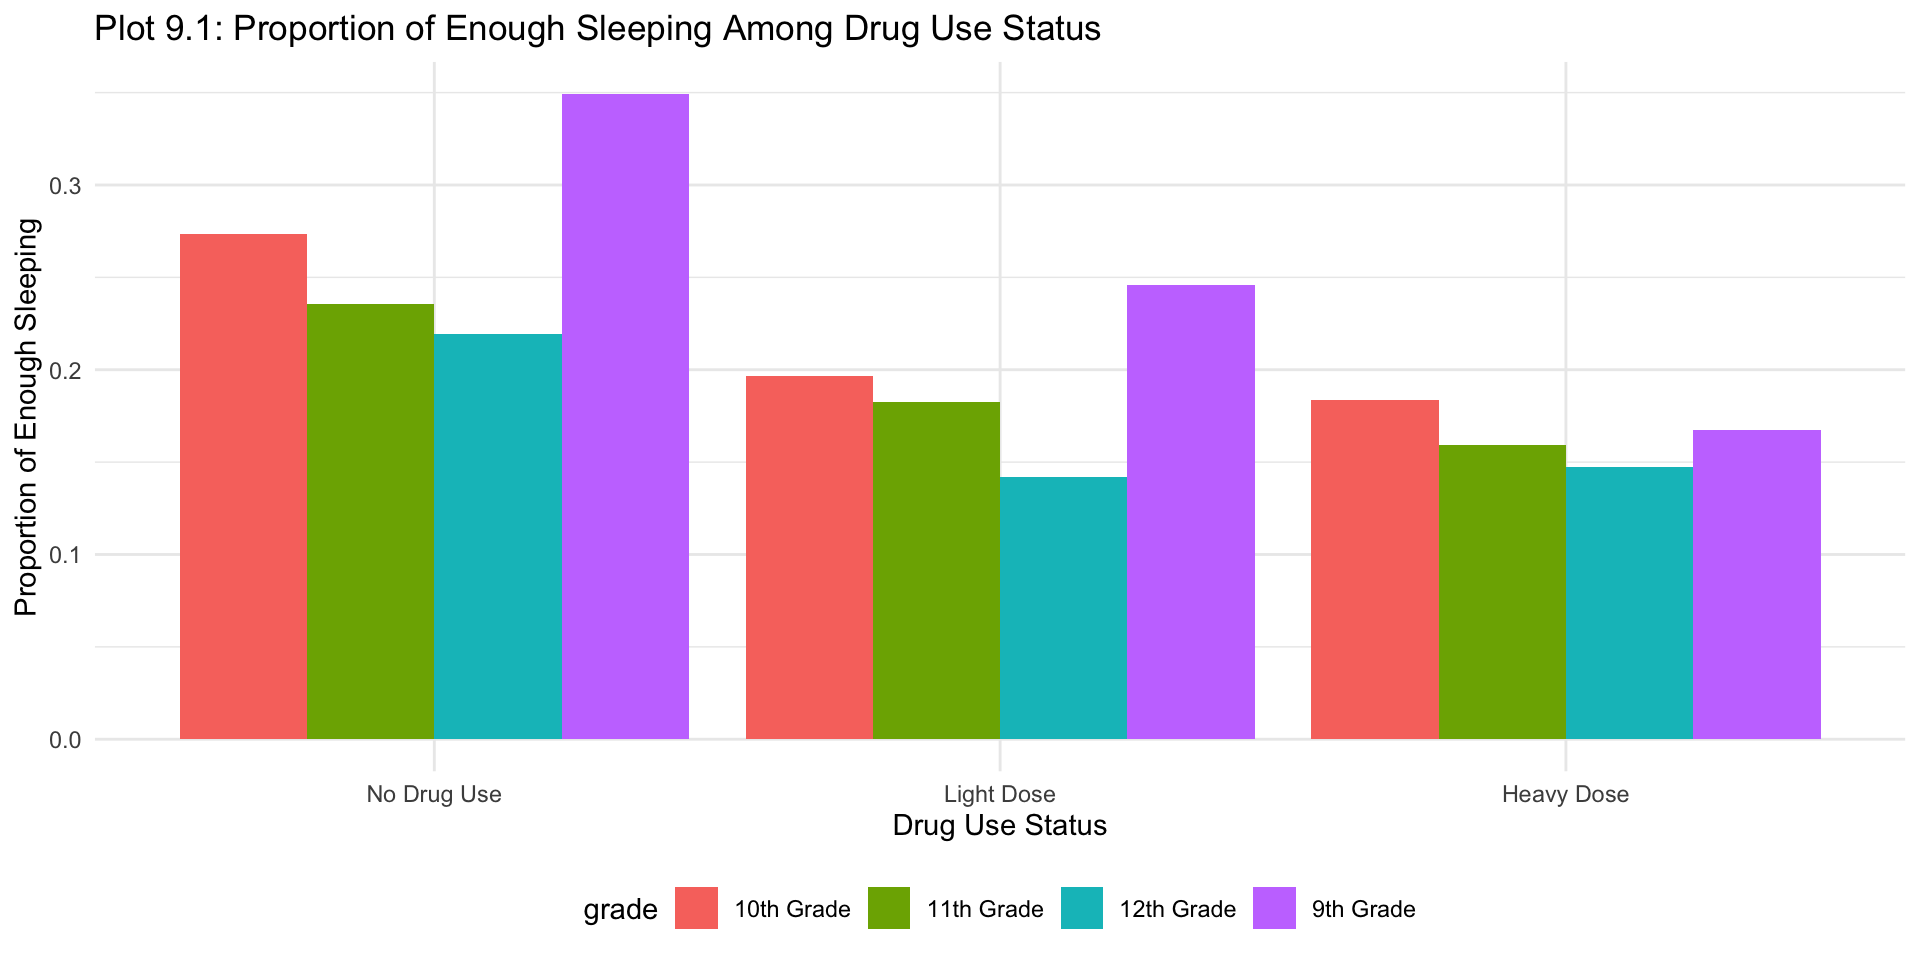 Plot 9.1: Proportion of Enough Sleeping Among Drug Use Status
Proportion of Enough Sleeping
0.3
0.2
0.1
0.0
No Drug Use Light Dose Heavy Dose
Drug Use Status
grade 10th Grade 11th Grade 12th Grade 9th Grade